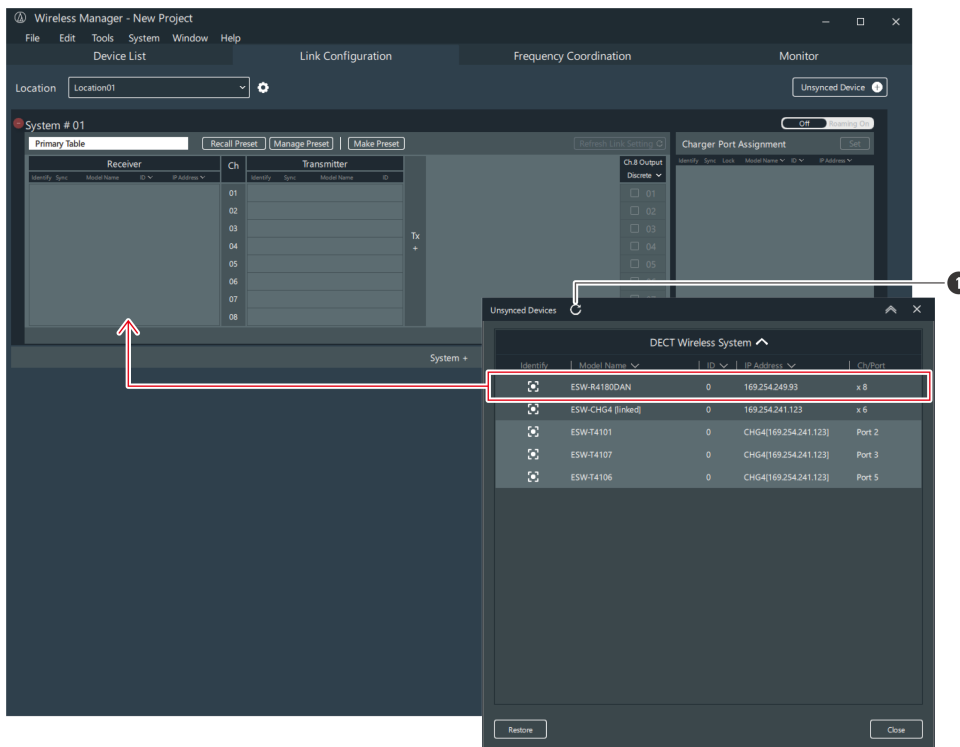 Wireless Manager - New Project
File Edit Tools System Window Help
Device List Link Configuration Frequency Coordination Monitor
Location Location01 Unsynced Device +
System # 01 Off Roaming On
Primary Table Recall Preset Manage Preset Make Preset Refresh Link Setting Charger Port Assignment Set
Receiver Ch Transmitter Ch.8 Output
Discrete
Identify Sync Model Name ID IP Address Identify Sync Model Name ID Identify Sync Lock Model Name ID IP Address
01 01
02 02
03 03
Tx
+
04 04
05 05
06
07
08
System +
1
Unsynced Devices
DECT Wireless System
Identify Model Name ID IP Address Ch/Port
ESW-R4180DAN 0 169.254.249.93 x 8
ESW-CHG4 [linked] 0 169.254.241.123 x 6
ESW-T4101 0 CHG4[169.254.241.123] Port 2
ESW-T4107 0 CHG4[169.254.241.123] Port 3
ESW-T4106 0 CHG4[169.254.241.123] Port 5
Restore Close